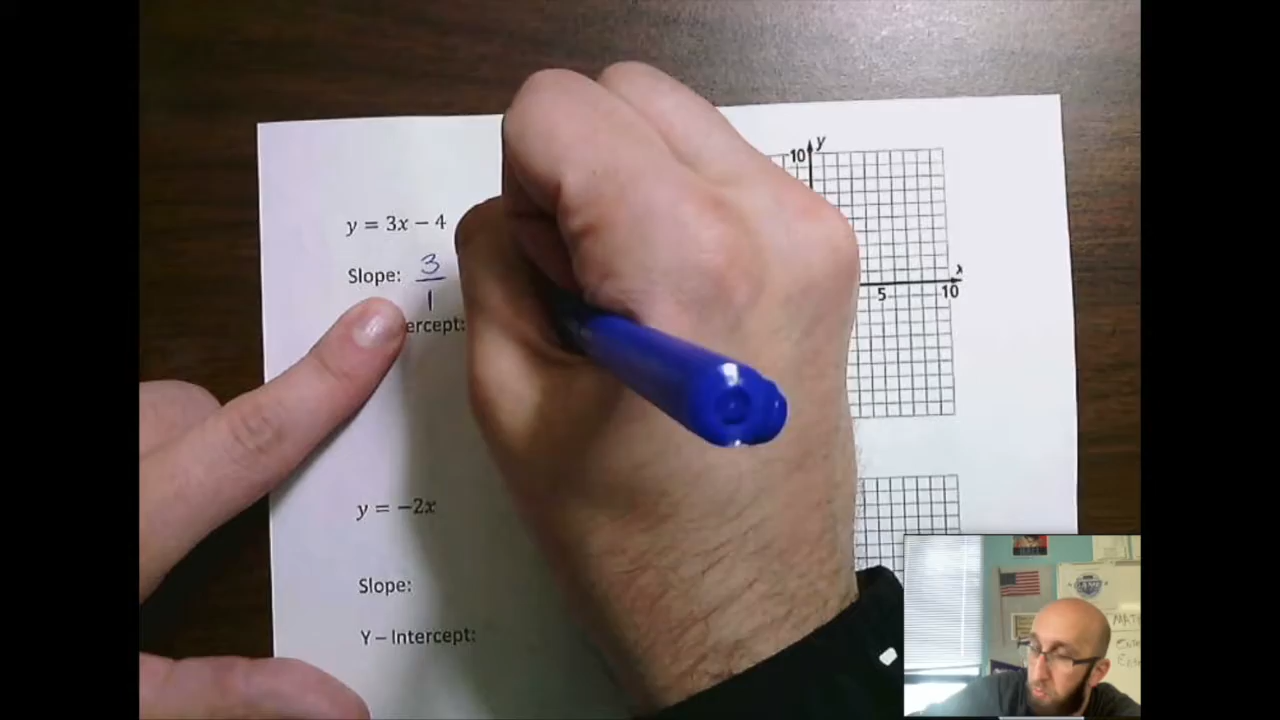 y = 3x − 4
Slope: 3/1
ercept:
y = −2x
Slope:
Y – Intercept:
10 y
x
5 10